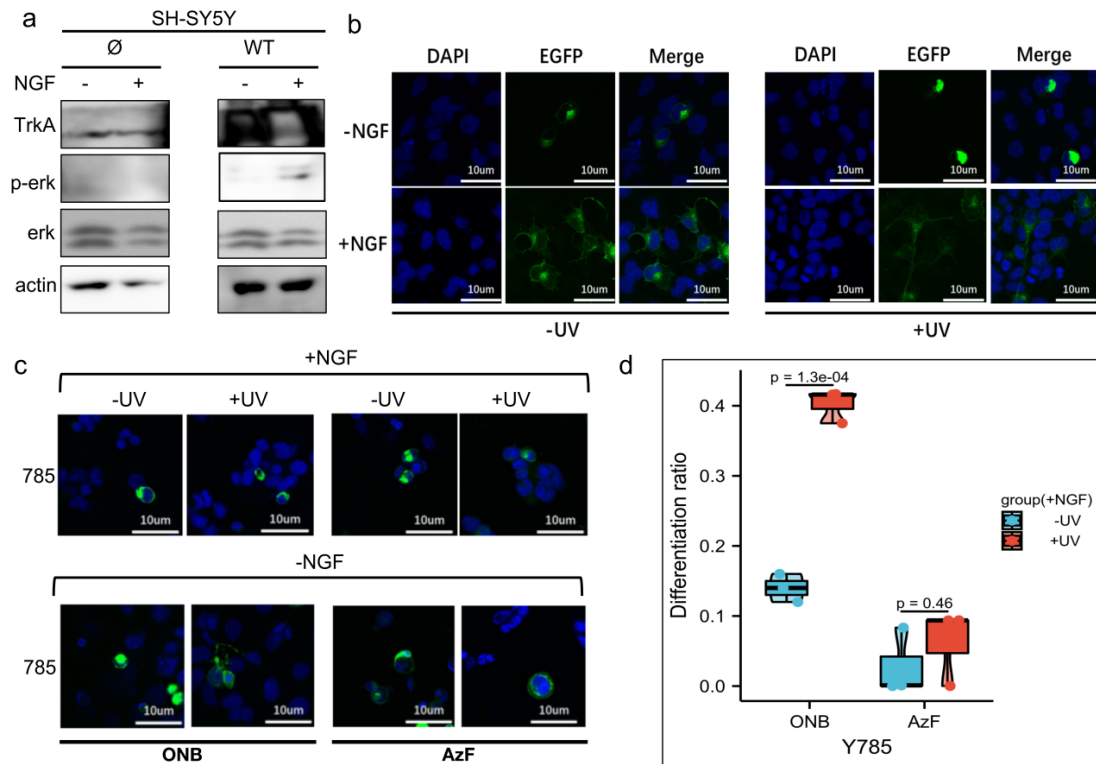 a
SH-SY5Y
Ø WT
NGF - + - +
TrkA
p-erk
erk
actin
b
DAPI EGFP Merge DAPI EGFP Merge
-NGF
10um 10um 10um 10um 10um 10um
+NGF
10um 10um 10um 10um 10um 10um
-UV +UV
c
+NGF
-UV +UV -UV +UV
785
10um 10um 10um 10um
-NGF
785
10um 10um 10um 10um
ONB AzF
d
p = 1.3e-04
0.4
0.3
0.2
0.1
0.0
Differentiation ratio
p = 0.46
ONB AzF
Y785
group(+NGF)
-UV
+UV